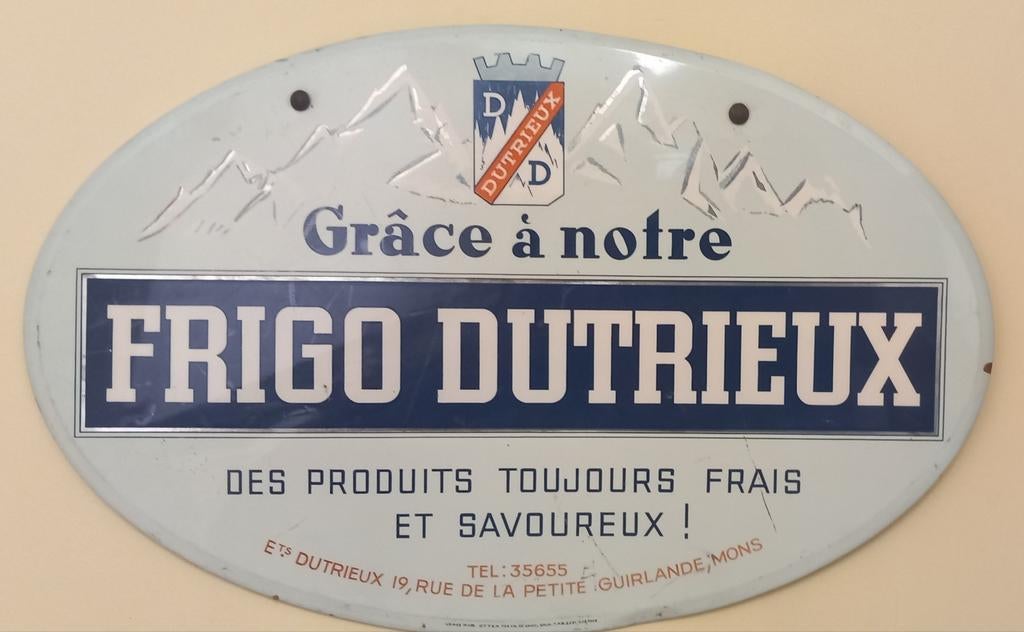 D
DUTRIEUX
D
Grâce à notre
FRIGO DUTRIEUX
DES PRODUITS TOUJOURS FRAIS
ET SAVOUREUX !
TEL: 35655
ETS DUTRIEUX 19, RUE DE LA PETITE GUIRLANDE, MONS